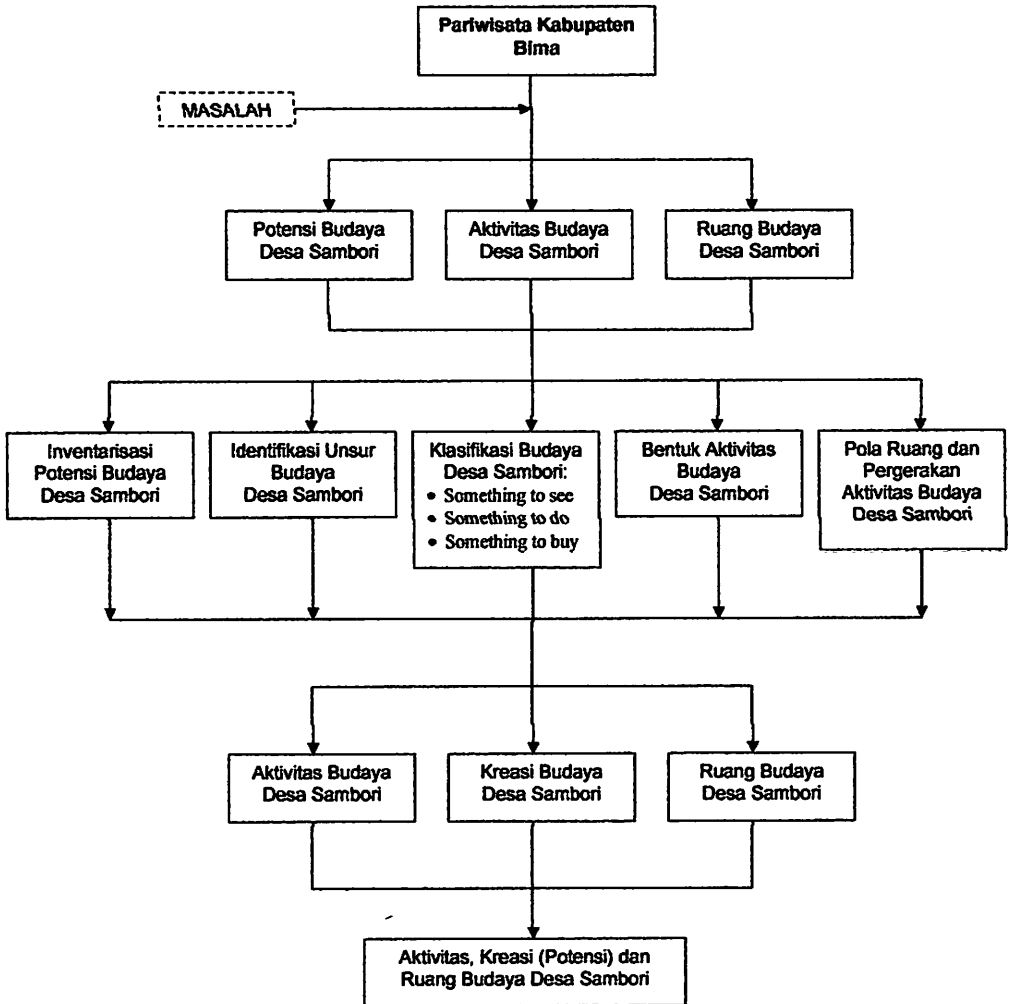 Pariwisata Kabupaten
Bima
MASALAH
Potensi Budaya
Desa Sambori
Aktivitas Budaya
Desa Sambori
Ruang Budaya
Desa Sambori
Inventarisasi
Potensi Budaya
Desa Sambori
Identifikasi Unsur
Budaya
Desa Sambori
Klasifikasi Budaya
Desa Sambori:
• Something to see
• Something to do
• Something to buy
Bentuk Aktivitas
Budaya
Desa Sambori
Pola Ruang dan
Pergerakan
Aktivitas Budaya
Desa Sambori
Aktivitas Budaya
Desa Sambori
Kreasi Budaya
Desa Sambori
Ruang Budaya
Desa Sambori
Aktivitas, Kreasi (Potensi) dan
Ruang Budaya Desa Sambori